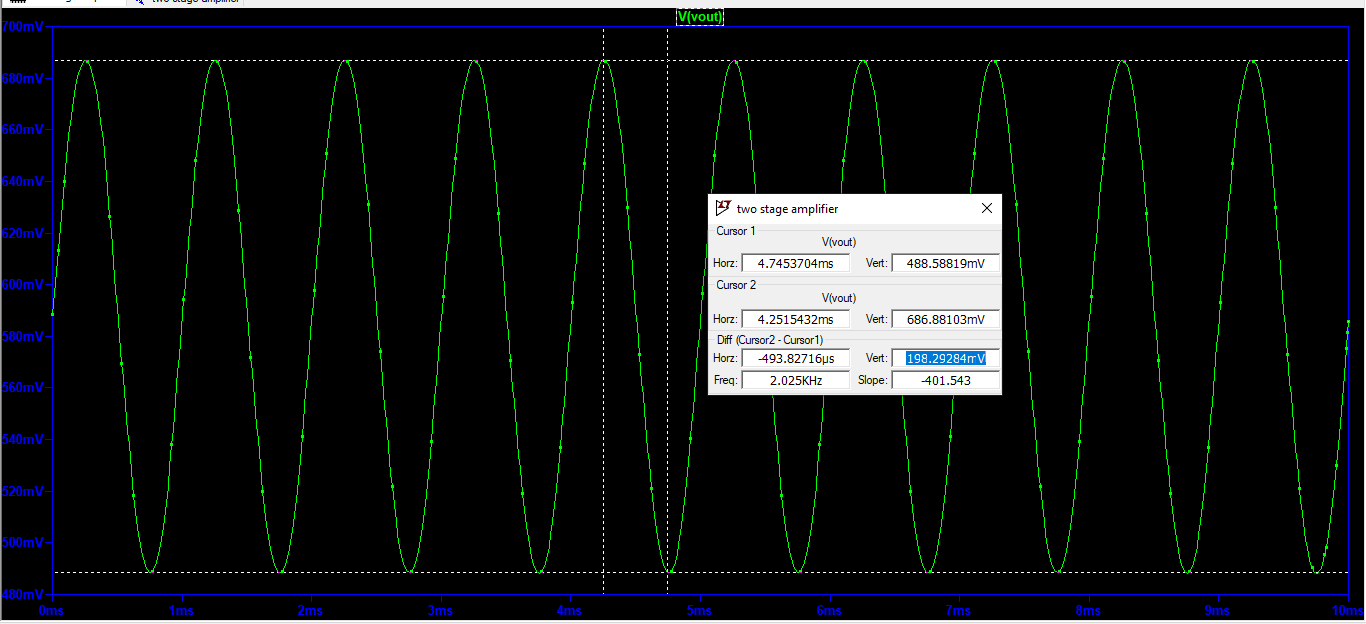 two stage amplifier
V(vout)
700mV
680mV
660mV
640mV
620mV
600mV
580mV
560mV
540mV
520mV
500mV
480mV
two stage amplifier
Cursor 1
V(vout)
Horz: 4.7453704ms Vert: 488.58819mV
Cursor 2
V(vout)
Horz: 4.2515432ms Vert: 686.88103mV
Diff (Cursor2 - Cursor1)
Horz: -493.82716µs Vert: 198.29284mV
Freq: 2.025KHz Slope: -401.543
0ms 1ms 2ms 3ms 4ms 5ms 6ms 7ms 8ms 9ms 10ms